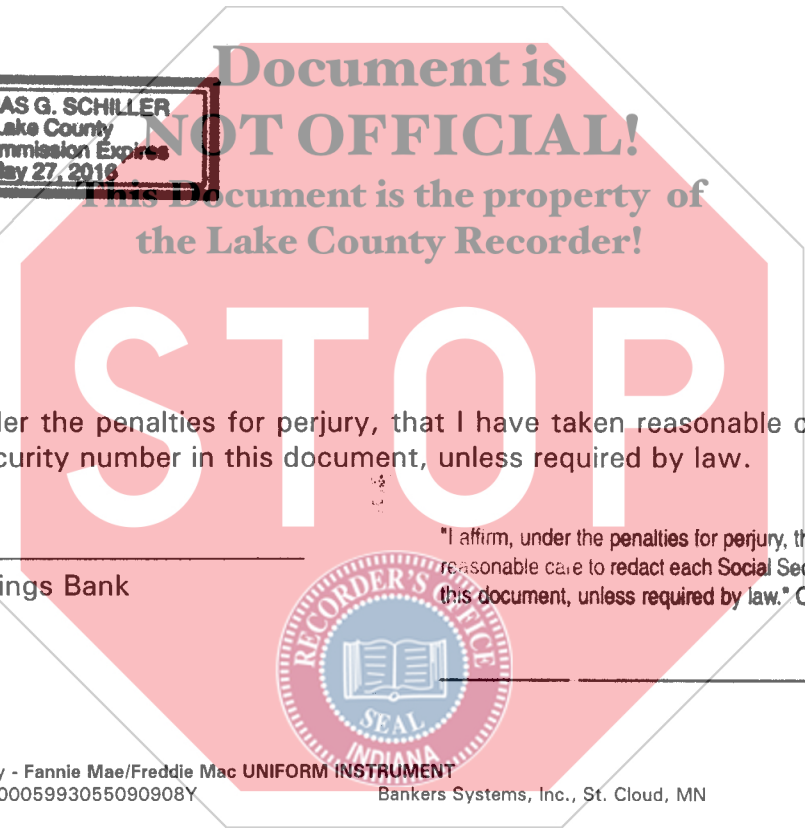 Document is
AS G. SCHILLER
Lake County
NOT OFFICIAL!
mmission Expires
May 27, 2016
This Document is the property of
the Lake County Recorder!
STOP
der the penalties for perjury, that I have taken reasonable c
curity number in this document, unless required by law.
"I affirm, under the penalties for perjury, th
reasonable care to redact each Social Sec
ings Bank
this document, unless required by law."
RECORDER'S OFFICE
SEAL
INDIANA
y - Fannie Mae/Freddie Mac UNIFORM INSTRUMENT
0005993055090908Y
Bankers Systems, Inc., St. Cloud, MN